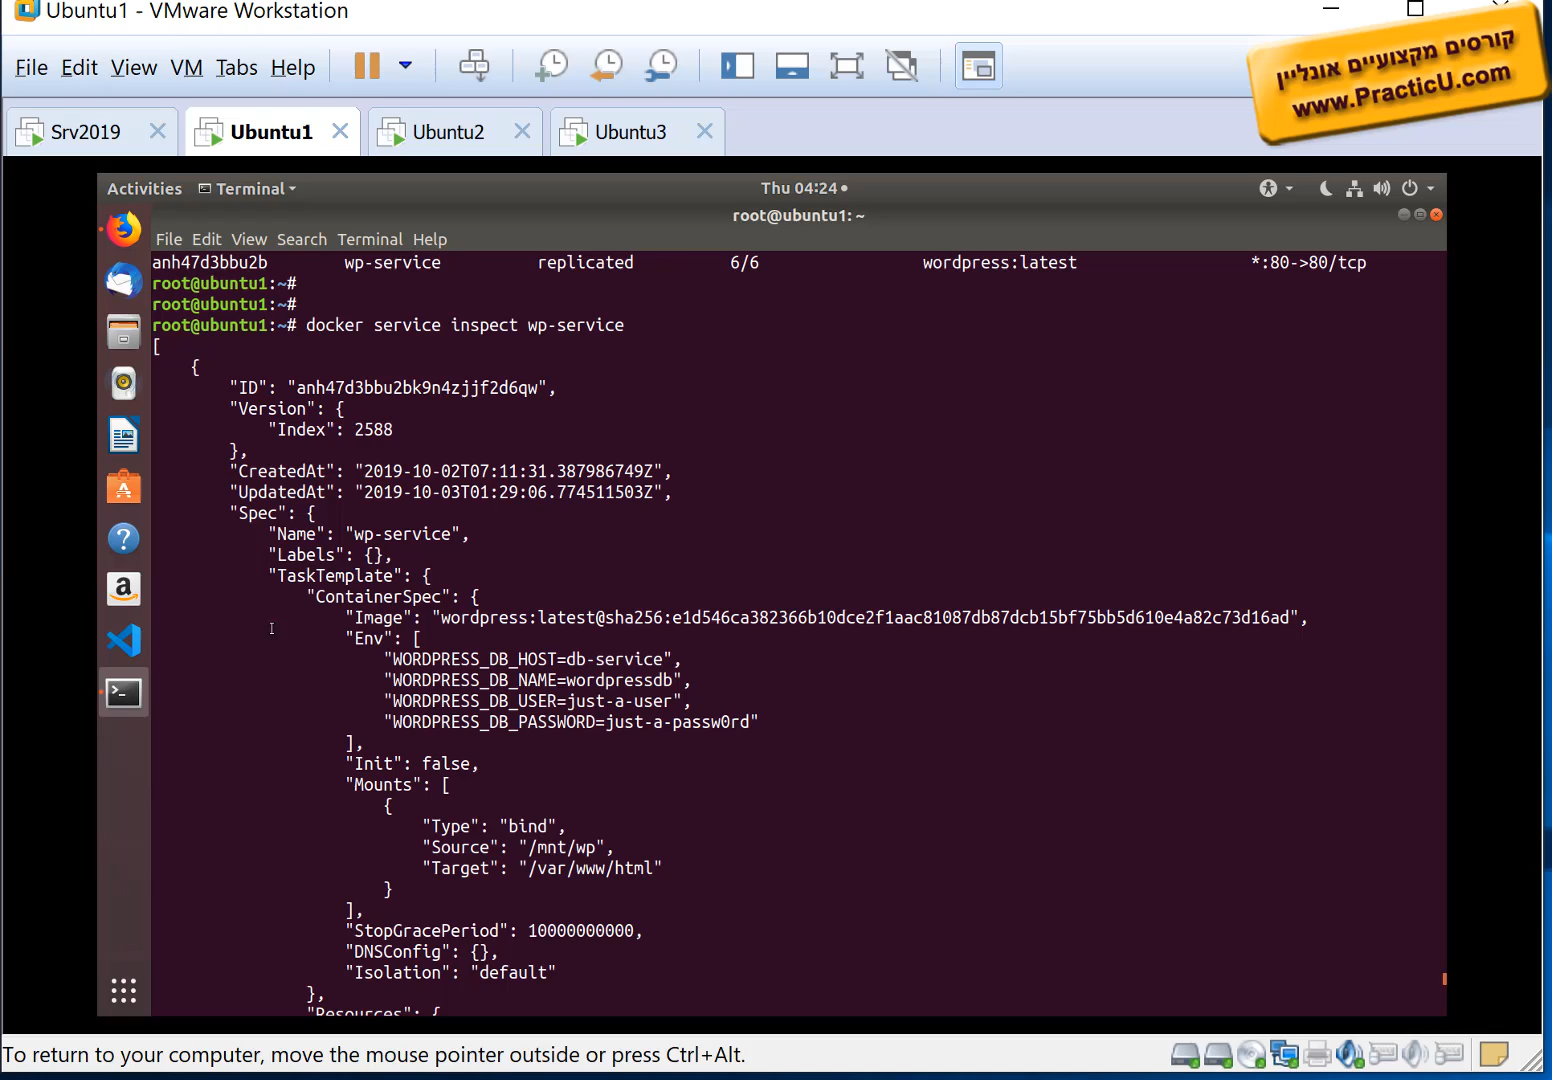 Ubuntu1 - VMware Workstation
קורסים מקצועיים אונליין
www.PracticU.com
File Edit View VM Tabs Help
Srv2019 Ubuntu1 Ubuntu2 Ubuntu3
Activities Terminal Thu 04:24
root@ubuntu1: ~
File Edit View Search Terminal Help
anh47d3bbu2b wp-service replicated 6/6 wordpress:latest *:80->80/tcp
root@ubuntu1:~#
root@ubuntu1:~#
root@ubuntu1:~# docker service inspect wp-service
[
{
"ID": "anh47d3bbu2bk9n4zjjf2d6qw",
"Version": {
"Index": 2588
},
"CreatedAt": "2019-10-02T07:11:31.387986749Z",
"UpdatedAt": "2019-10-03T01:29:06.774511503Z",
"Spec": {
"Name": "wp-service",
"Labels": {},
"TaskTemplate": {
"ContainerSpec": {
"Image": "wordpress:latest@sha256:e1d546ca382366b10dce2f1aac81087db87dcb15bf75bb5d610e4a82c73d16ad",
"Env": [
"WORDPRESS_DB_HOST=db-service",
"WORDPRESS_DB_NAME=wordpressdb",
"WORDPRESS_DB_USER=just-a-user",
"WORDPRESS_DB_PASSWORD=just-a-passw0rd"
],
"Init": false,
"Mounts": [
{
"Type": "bind",
"Source": "/mnt/wp",
"Target": "/var/www/html"
}
],
"StopGracePeriod": 10000000000,
"DNSConfig": {},
"Isolation": "default"
},
"Resources": {
To return to your computer, move the mouse pointer outside or press Ctrl+Alt.